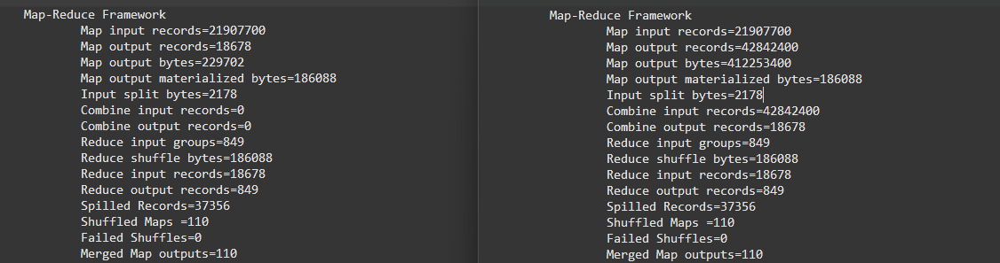 Map-Reduce Framework
Map input records=21907700
Map output records=18678
Map output bytes=229702
Map output materialized bytes=186088
Input split bytes=2178
Combine input records=0
Combine output records=0
Reduce input groups=849
Reduce shuffle bytes=186088
Reduce input records=18678
Reduce output records=849
Spilled Records=37356
Shuffled Maps =110
Failed Shuffles=0
Merged Map outputs=110
Map-Reduce Framework
Map input records=21907700
Map output records=42842400
Map output bytes=412253400
Map output materialized bytes=186088
Input split bytes=2178
Combine input records=42842400
Combine output records=18678
Reduce input groups=849
Reduce shuffle bytes=186088
Reduce input records=18678
Reduce output records=849
Spilled Records=37356
Shuffled Maps =110
Failed Shuffles=0
Merged Map outputs=110